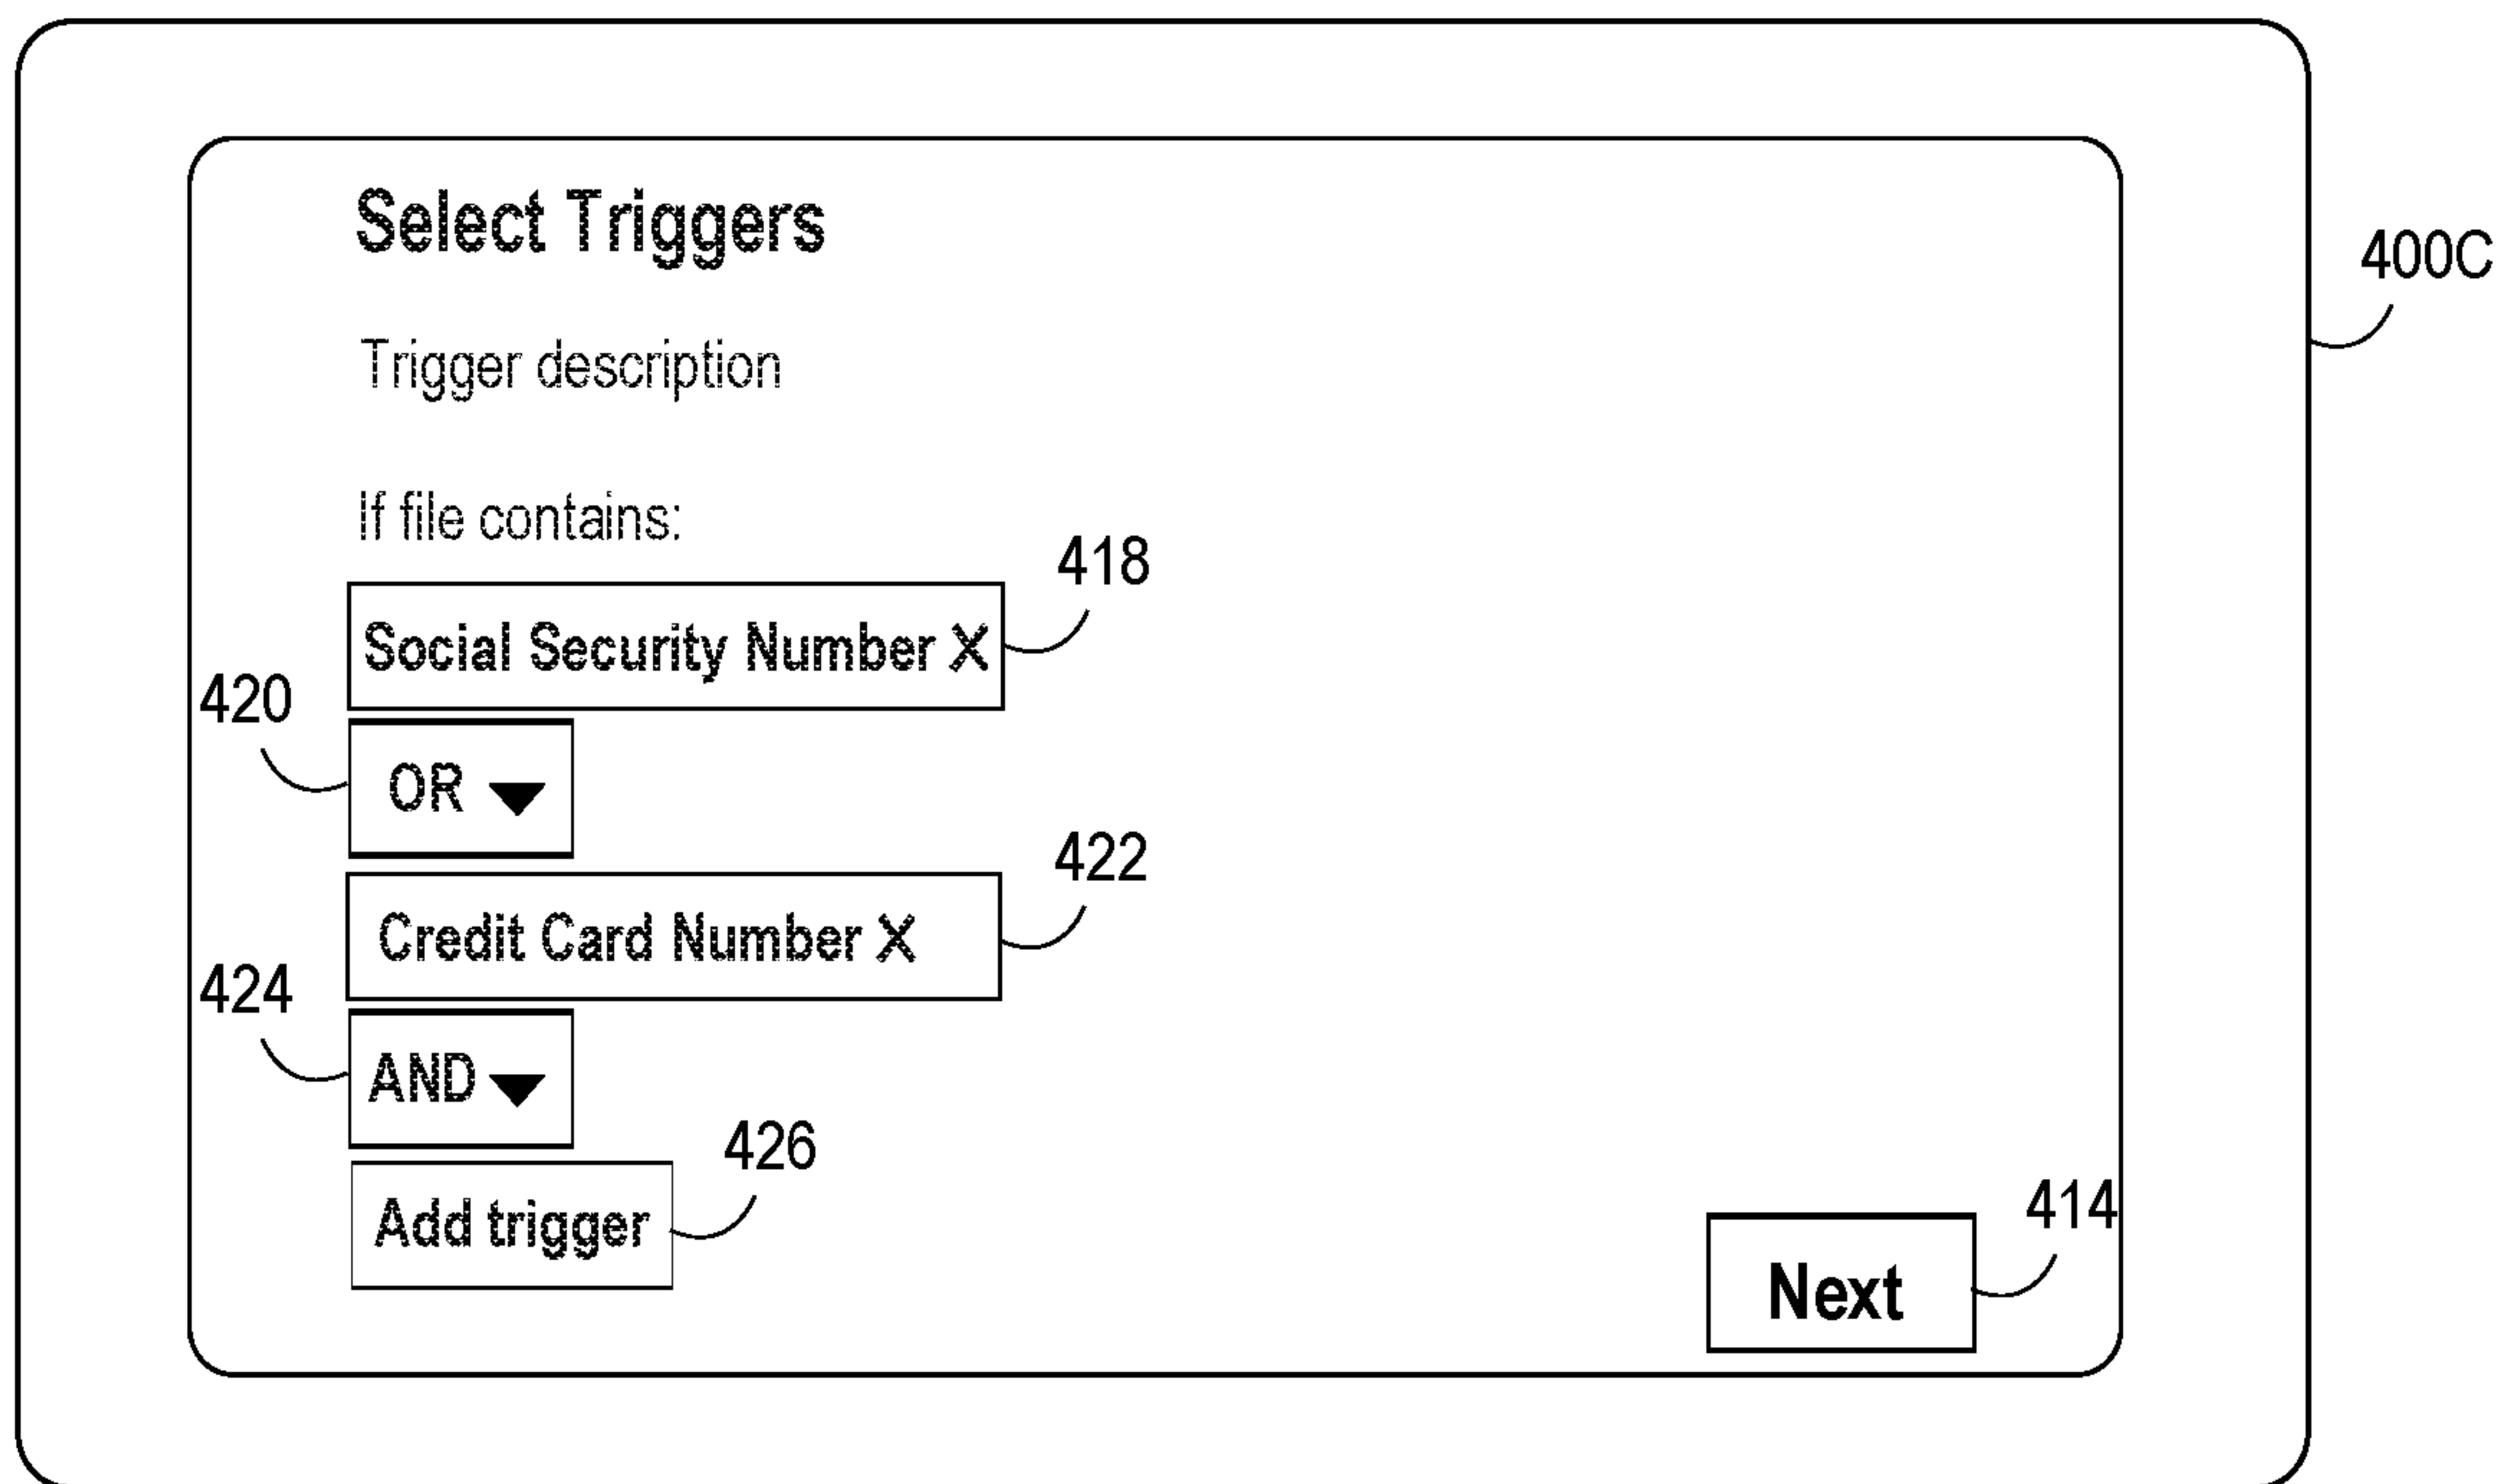 Select Triggers
400C
Trigger description
If file contains:
418
Social Security Number X
420
OR
422
Credit Card Number X
424
AND
426
Add trigger
414
Next